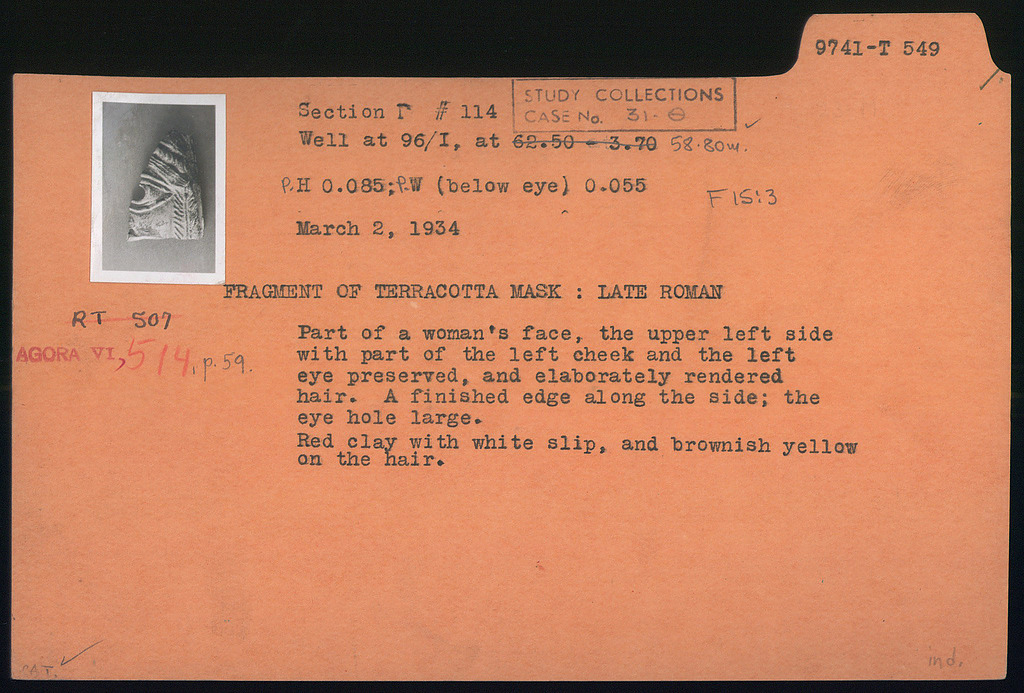 9741-T 549
Section Γ # 114
STUDY COLLECTIONS
CASE No. 31-Θ
Well at 96/I, at 62.50 - 3.70 58.80m.
P.H 0.085; P.W (below eye) 0.055
F 15:3
March 2, 1934
FRAGMENT OF TERRACOTTA MASK : LATE ROMAN
RT 507
AGORA VI, 514, p. 59.
Part of a woman's face, the upper left side
with part of the left cheek and the left
eye preserved, and elaborately rendered
hair. A finished edge along the side; the
eye hole large.
Red clay with white slip, and brownish yellow
on the hair.
ind.